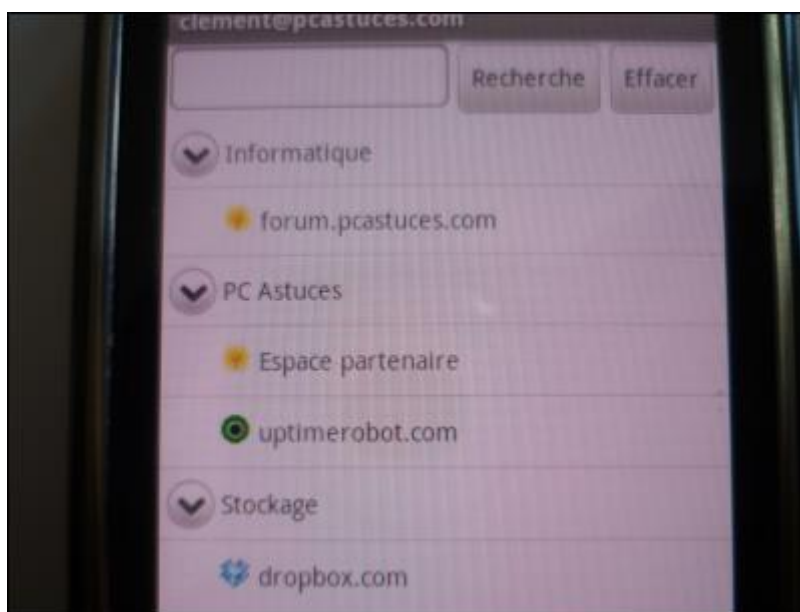 clement@pcastuces.com
Recherche Effacer
Informatique
forum.pcastuces.com
PC Astuces
Espace partenaire
uptimerobot.com
Stockage
dropbox.com